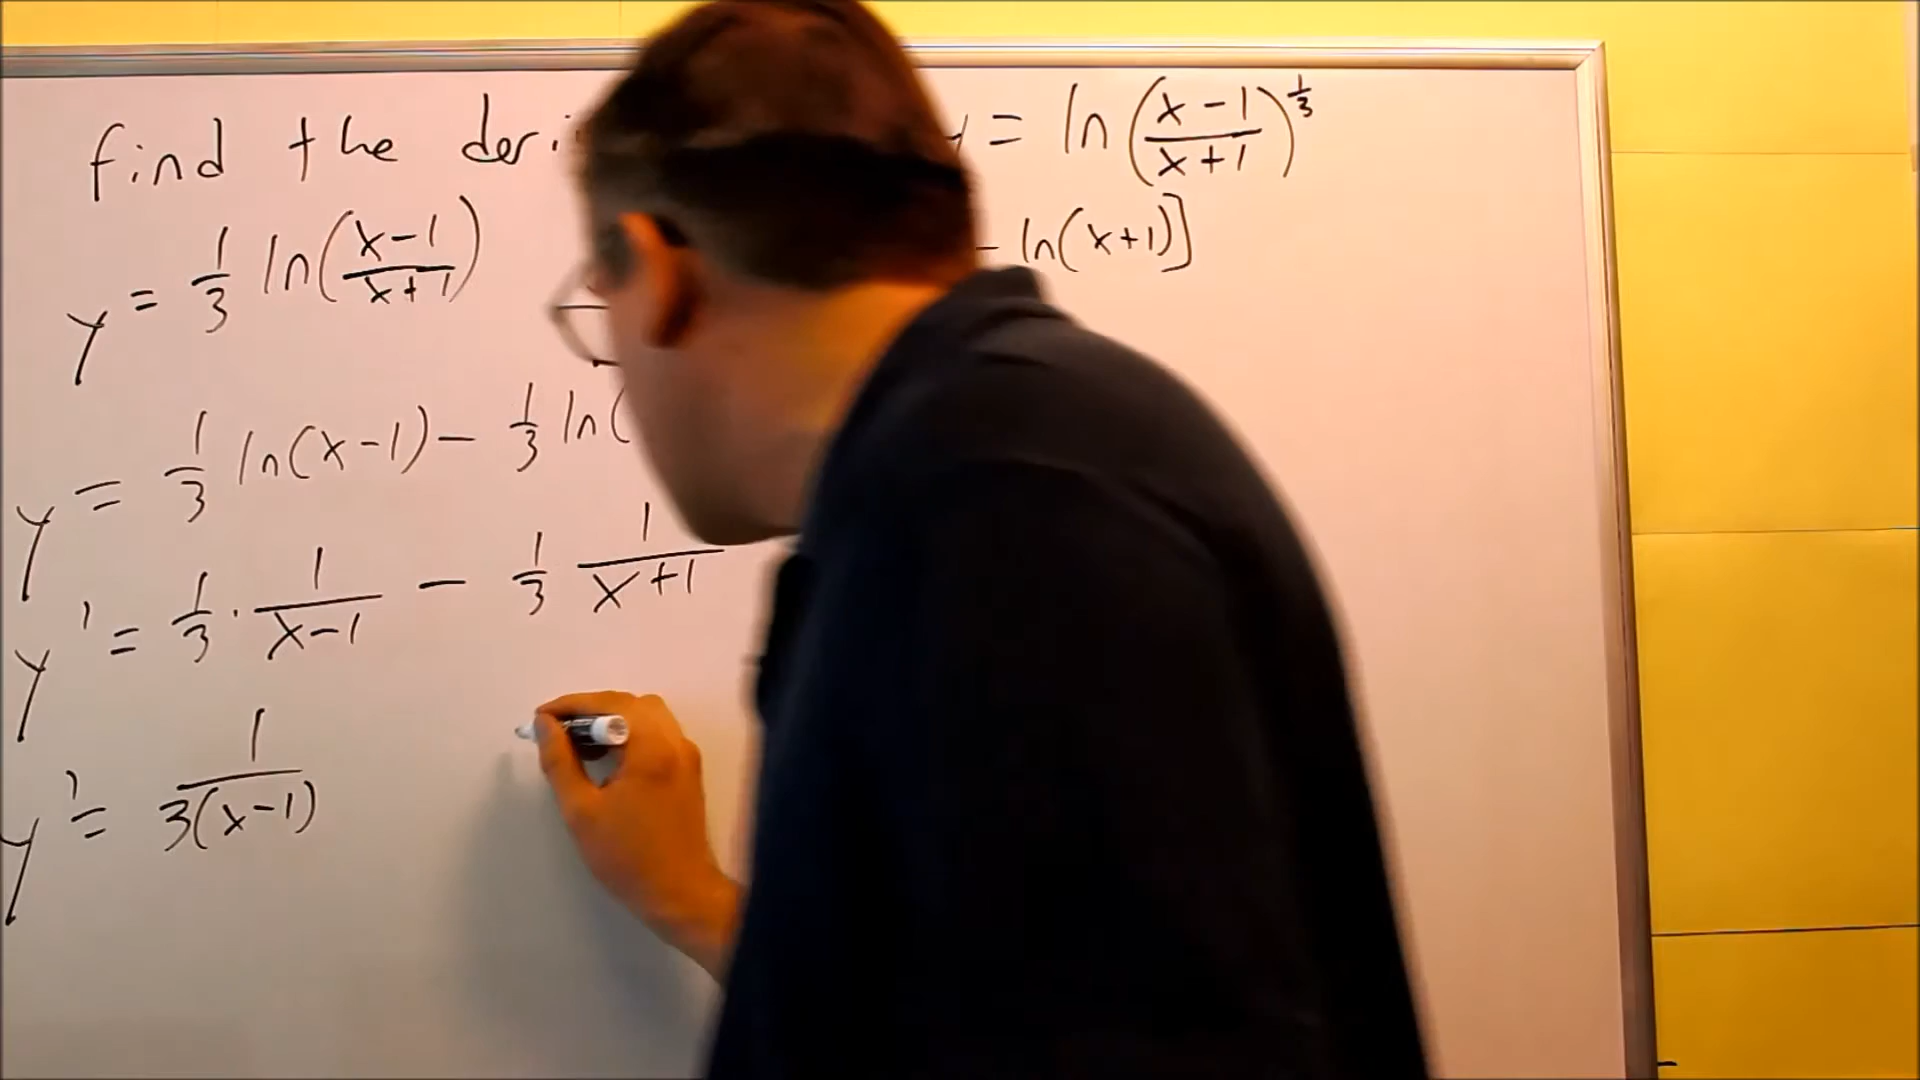 find the y = ln((x-1)/(x+1))^(1/3)
y = 1/3 ln((x-1)/(x+1)) - ln(x+1)]
y = 1/3 ln(x-1) - 1/3 ln(
y' = 1/3 · 1/(x-1) - 1/3 1/(x+1)
y' = 1/(3(x-1))